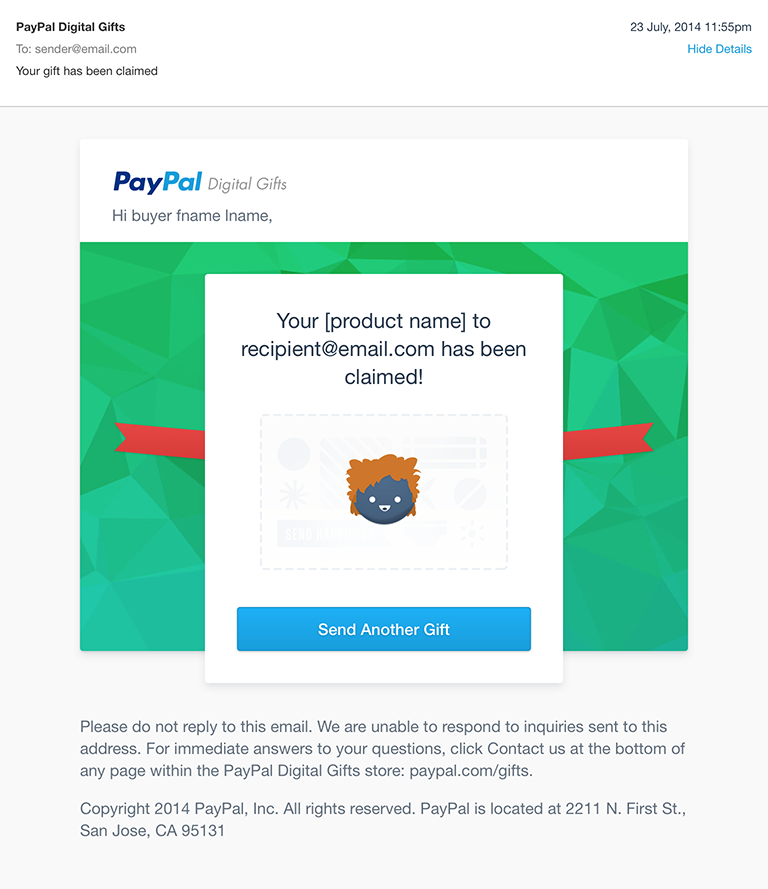 PayPal Digital Gifts
23 July, 2014 11:55pm
To: sender@email.com
Hide Details
Your gift has been claimed
PayPal Digital Gifts
Hi buyer fname lname,
Your [product name] to
recipient@email.com has been
claimed!
SEND
Send Another Gift
Please do not reply to this email. We are unable to respond to inquiries sent to this
address. For immediate answers to your questions, click Contact us at the bottom of
any page within the PayPal Digital Gifts store: paypal.com/gifts.
Copyright 2014 PayPal, Inc. All rights reserved. PayPal is located at 2211 N. First St.,
San Jose, CA 95131